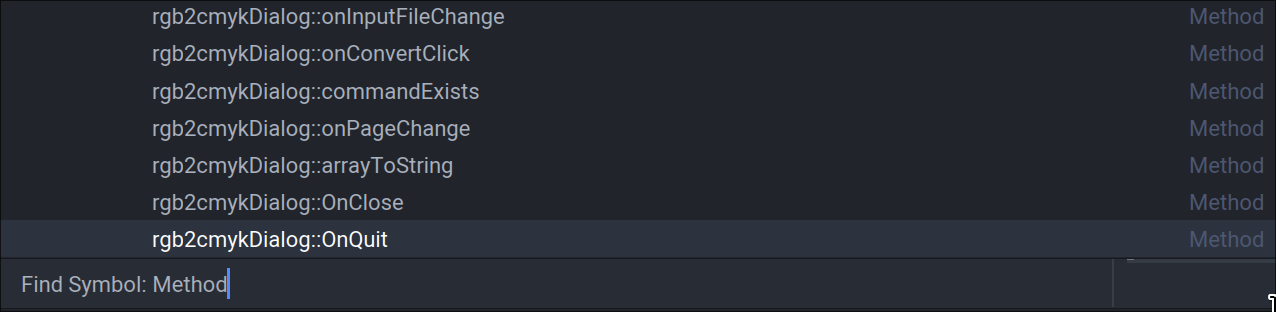 rgb2cmykDialog::onInputFileChange Method
rgb2cmykDialog::onConvertClick Method
rgb2cmykDialog::commandExists Method
rgb2cmykDialog::onPageChange Method
rgb2cmykDialog::arrayToString Method
rgb2cmykDialog::OnClose Method
rgb2cmykDialog::OnQuit Method
Find Symbol: Method